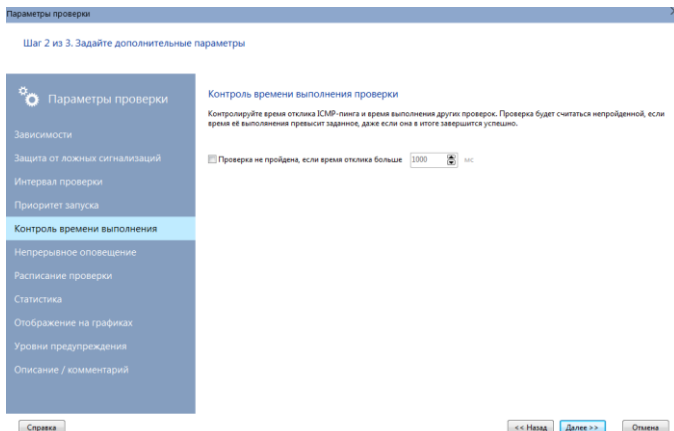 Параметры проверки
Шаг 2 из 3. Задайте дополнительные параметры
Параметры проверки
Зависимости
Защита от ложных сигнализаций
Интервал проверки
Приоритет запуска
Контроль времени выполнения
Непрерывное оповещение
Расписание проверки
Статистика
Отображение на графиках
Уровни предупреждения
Описание / комментарий
Контроль времени выполнения проверки
Контролируйте время отклика ICMP-пинга и время выполнения других проверок. Проверка будет считаться непройденной, если
время её выполнянения превысит заданное, даже если она в итоге завершится успешно.
Проверка не пройдена, если время отклика больше 1000 мс
Справка
<< Назад Далее >> Отмена